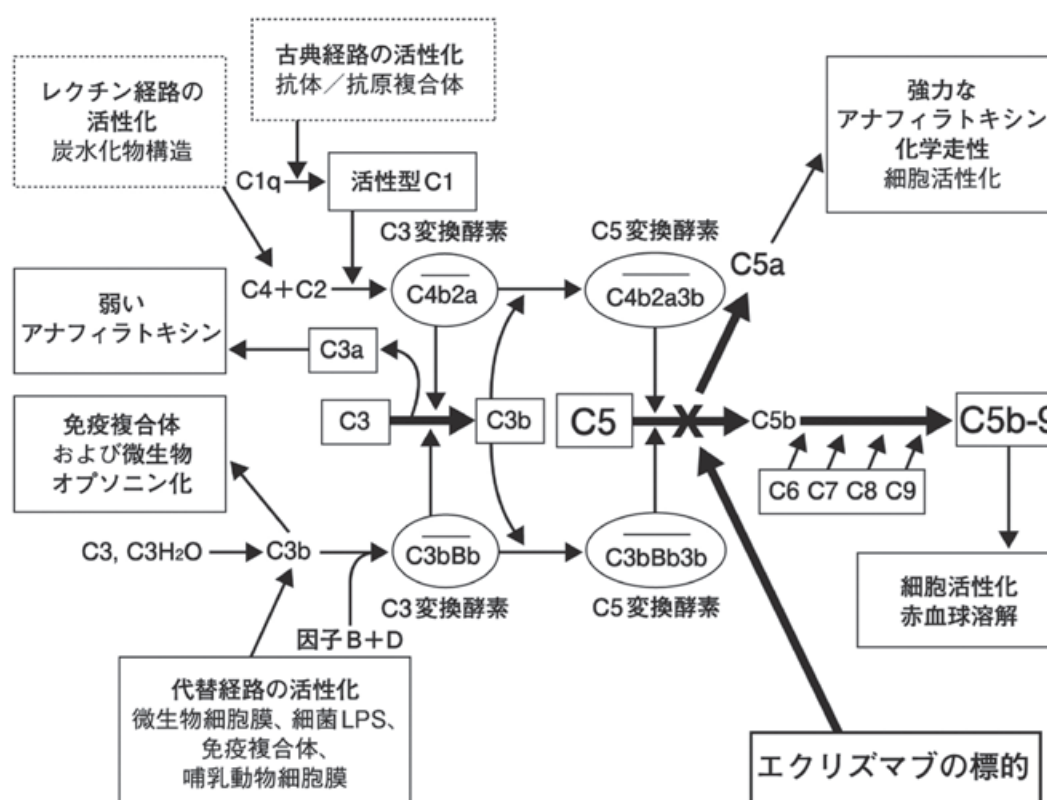 古典経路の活性化
抗体／抗原複合体
レクチン経路の
活性化
炭水化物構造
強力な
アナフィラトキシン
化学走性
細胞活性化
C1q
活性型C1
C3変換酵素
C5変換酵素
C5a
C4+C2
C4b2a
C4b2a3b
弱い
アナフィラトキシン
C3a
C3
C3b
C5
X
C5b
C5b-9
C6 C7 C8 C9
免疫複合体
および微生物
オプソニン化
C3, C3H₂O
C3b
C3bBb
C3bBb3b
C3変換酵素
C5変換酵素
因子B+D
細胞活性化
赤血球溶解
代替経路の活性化
微生物細胞膜、細菌LPS、
免疫複合体、
哺乳動物細胞膜
エクリズマブの標的